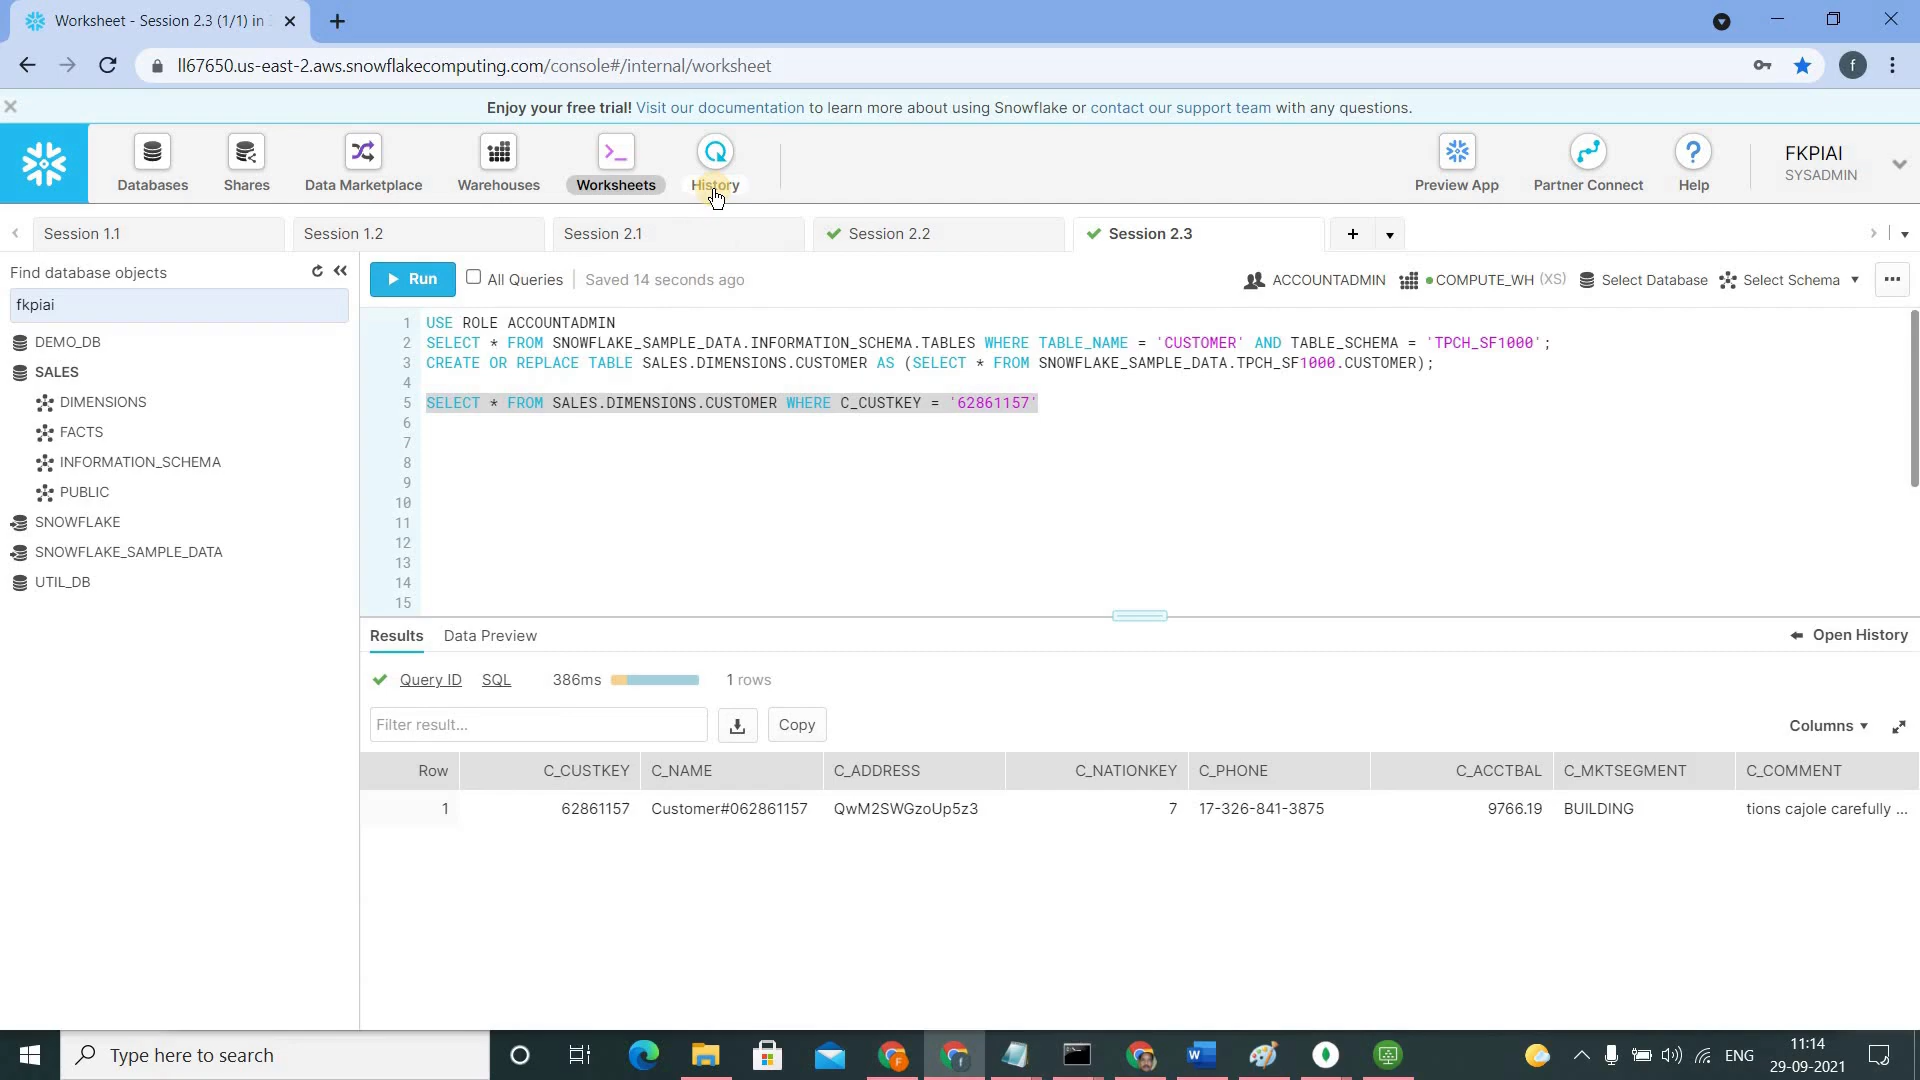 Worksheet - Session 2.3 (1/1) in
ll67650.us-east-2.aws.snowflakecomputing.com/console#/internal/worksheet
f
Enjoy your free trial! Visit our documentation to learn more about using Snowflake or contact our support team with any questions.
Databases
Shares
Data Marketplace
Warehouses
Worksheets
History
Preview App
Partner Connect
Help
FKPIAI
SYSADMIN
Session 1.1
Session 1.2
Session 2.1
Session 2.2
Session 2.3
Find database objects
fkpiai
DEMO_DB
SALES
DIMENSIONS
FACTS
INFORMATION_SCHEMA
PUBLIC
SNOWFLAKE
SNOWFLAKE_SAMPLE_DATA
UTIL_DB
Run
All Queries
Saved 14 seconds ago
ACCOUNTADMIN
COMPUTE_WH (XS)
Select Database
Select Schema
1 USE ROLE ACCOUNTADMIN
2 SELECT * FROM SNOWFLAKE_SAMPLE_DATA.INFORMATION_SCHEMA.TABLES WHERE TABLE_NAME = 'CUSTOMER' AND TABLE_SCHEMA = 'TPCH_SF1000';
3 CREATE OR REPLACE TABLE SALES.DIMENSIONS.CUSTOMER AS (SELECT * FROM SNOWFLAKE_SAMPLE_DATA.TPCH_SF1000.CUSTOMER);
4
5 SELECT * FROM SALES.DIMENSIONS.CUSTOMER WHERE C_CUSTKEY = '62861157'
6
7
8
9
10
11
12
13
14
15
Results
Data Preview
Open History
Query ID
SQL
386ms
1 rows
Filter result...
Copy
Columns
Row C_CUSTKEY C_NAME C_ADDRESS C_NATIONKEY C_PHONE C_ACCTBAL C_MKTSEGMENT C_COMMENT
1 62861157 Customer#062861157 QwM2SWGzoUp5z3 7 17-326-841-3875 9766.19 BUILDING tions cajole carefully ...
Type here to search
ENG
11:14
29-09-2021